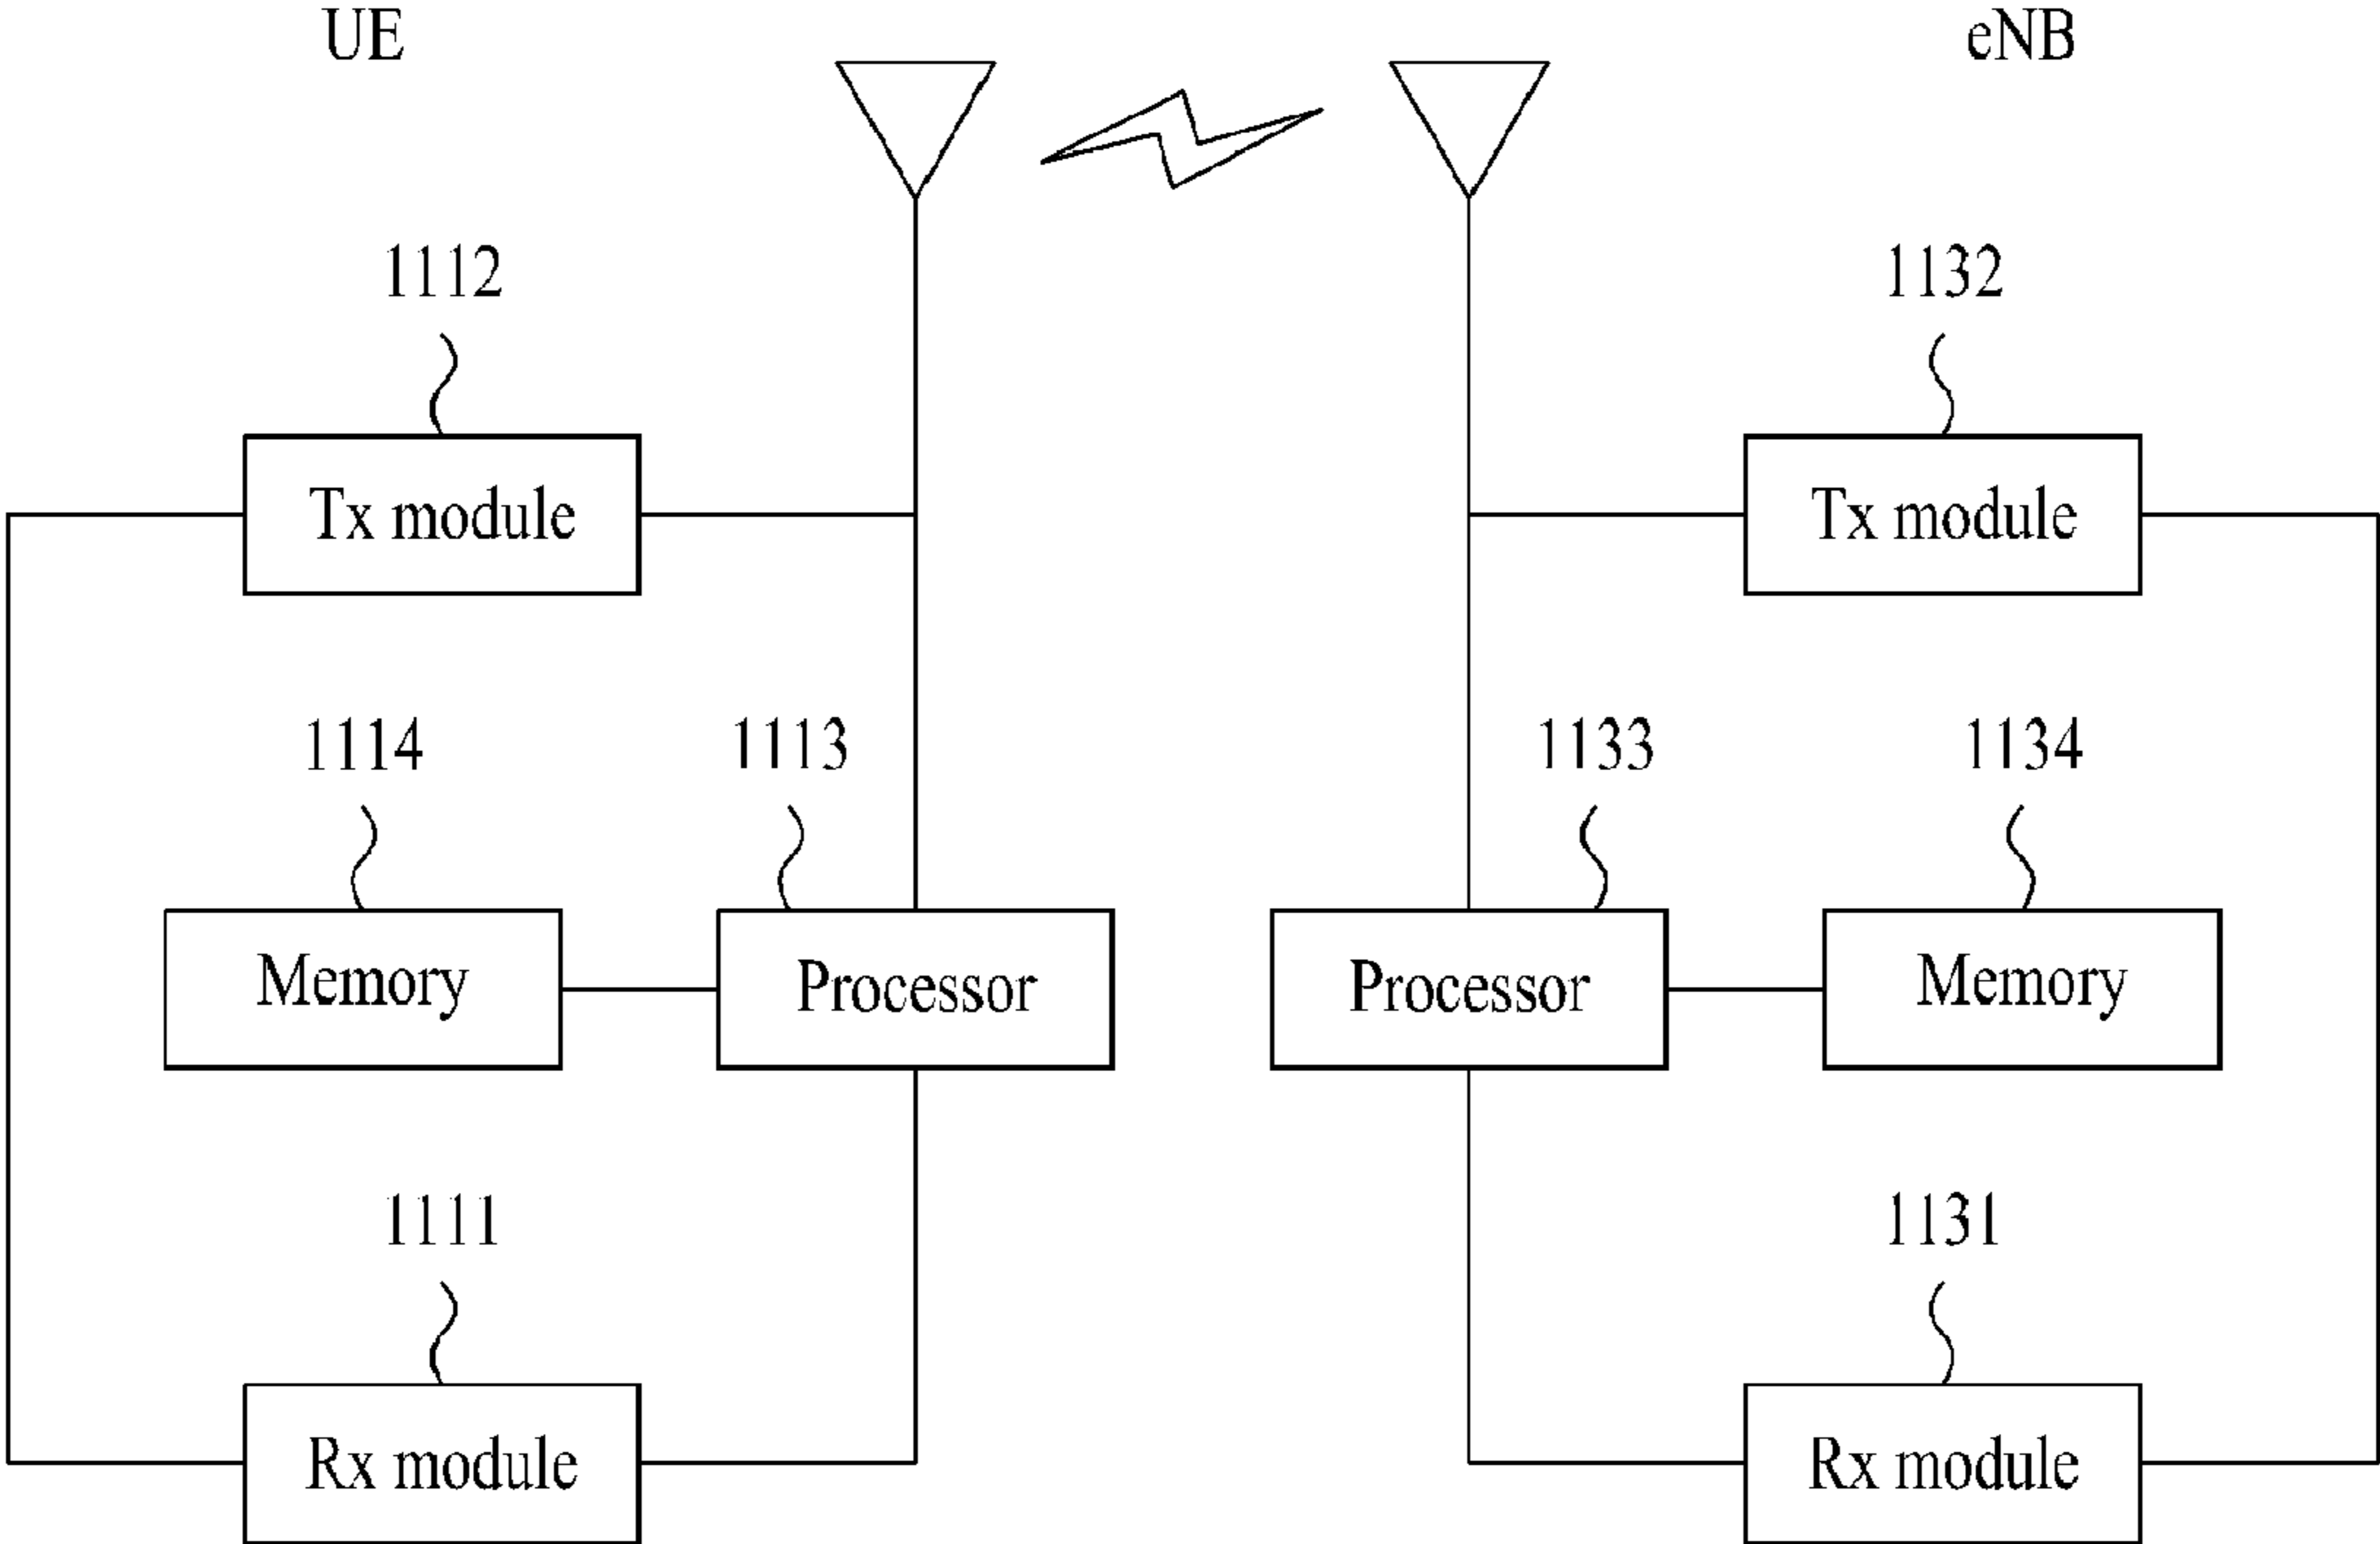 UE
eNB
1112
1132
Tx module
Tx module
1114
1113
1133
1134
Memory
Processor
Processor
Memory
1111
1131
Rx module
Rx module